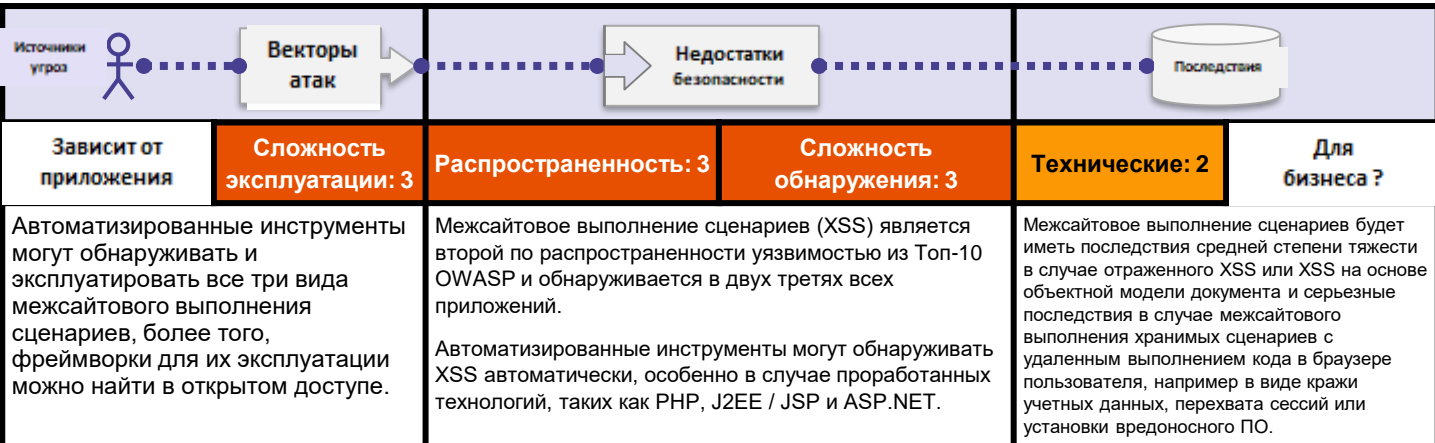 Источники
угроз
Векторы
атак
Недостатки
безопасности
Последствия
Зависит от
приложения
Сложность
эксплуатации: 3
Распространенность: 3
Сложность
обнаружения: 3
Технические: 2
Для
бизнеса ?
Автоматизированные инструменты
могут обнаруживать и
эксплуатировать все три вида
межсайтового выполнения
сценариев, более того,
фреймворки для их эксплуатации
можно найти в открытом доступе.
Межсайтовое выполнение сценариев (XSS) является
второй по распространенности уязвимостью из Топ-10
OWASP и обнаруживается в двух третях всех
приложений.
Автоматизированные инструменты могут обнаруживать
XSS автоматически, особенно в случае проработанных
технологий, таких как PHP, J2EE / JSP и ASP.NET.
Межсайтовое выполнение сценариев будет
иметь последствия средней степени тяжести
в случае отраженного XSS или XSS на основе
объектной модели документа и серьезные
последствия в случае межсайтового
выполнения хранимых сценариев с
удаленным выполнением кода в браузере
пользователя, например в виде кражи
учетных данных, перехвата сессий или
установки вредоносного ПО.